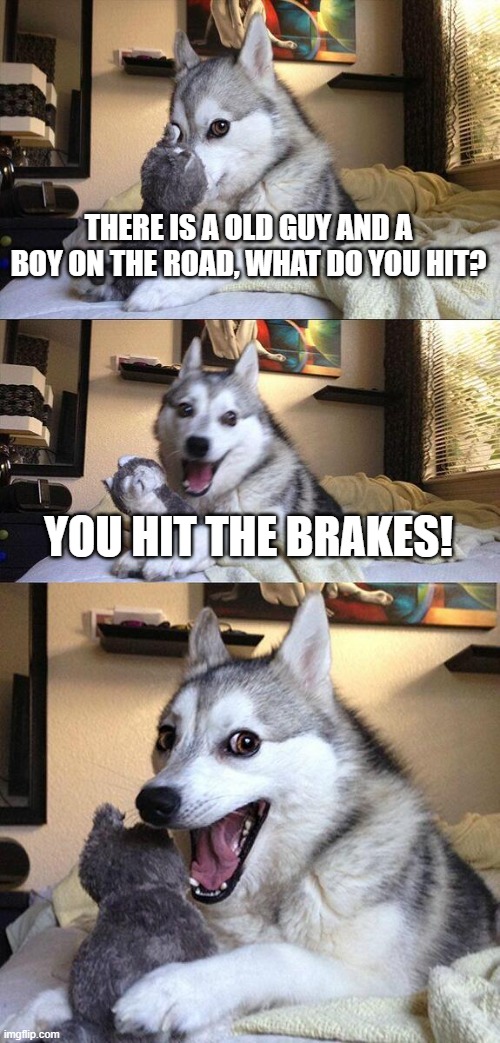 THERE IS A OLD GUY AND A
BOY ON THE ROAD, WHAT DO YOU HIT?
YOU HIT THE BRAKES!
imgflip.com